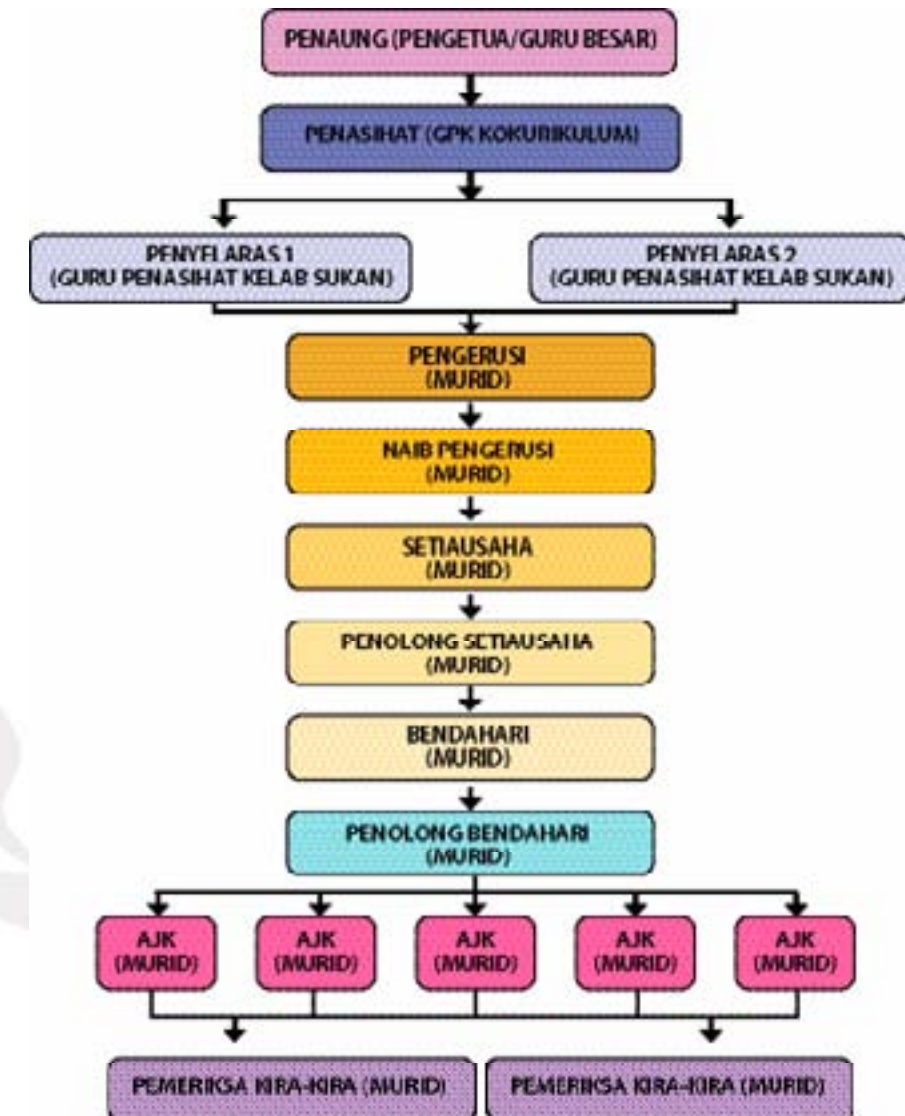 PENAUNG (PENGETUA/GURU BESAR)
PENASIHAT (GPK KOKURIKULUM)
PENYELARAS 1
(GURU PENASIHAT KELAB SUKAN)
PENYELARAS 2
(GURU PENASIHAT KELAB SUKAN)
PENGERUSI
(MURID)
NAIB PENGERUSI
(MURID)
SETIAUSAHA
(MURID)
PENOLONG SETIAUSAHA
(MURID)
BENDAHARI
(MURID)
PENOLONG BENDAHARI
(MURID)
AJK
(MURID)
AJK
(MURID)
AJK
(MURID)
AJK
(MURID)
AJK
(MURID)
PEMERIKSA KIRA-KIRA (MURID)
PEMERIKSA KIRA-KIRA (MURID)